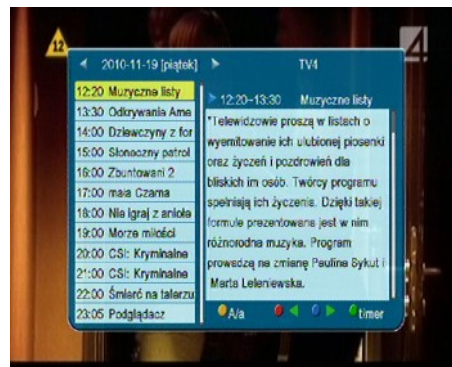 12
4
2010-11-19 [piątek]
TV4
12:20 Muzyczne listy
13:30 Odkrywanie Ame
14:00 Dziewczyny z for
15:00 Słoneczny patrol
16:00 Zbuntowani 2
17:00 mała Czarna
18:00 Nie igraj z aniołe
19:00 Morze miłości
20:00 CSI: Kryminalne
21:00 CSI: Kryminalne
22:00 Śmierć na talerzu
23:05 Podglądacz
12:20-13:30 Muzyczne listy
"Telewidzowie proszą w listach o
wyemitowanie ich ulubionej piosenki
oraz życzeń i pozdrowień dla
bliskich im osób. Twórcy programu
spełniają ich życzenia. Dzięki takiej
formule prezentowana jest w nim
różnorodna muzyka. Program
prowadzą na zmianę Paulina Sykut i
Marta Leleniewska.
A/a
timer